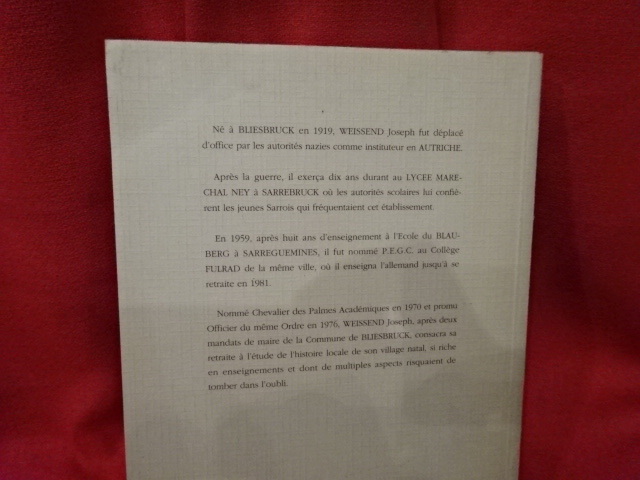 Né à BLIESBRUCK en 1919, WEISSEND Joseph fut déplacé
d'office par les autorités nazies comme instituteur en AUTRICHE.
Après la guerre, il exerça dix ans durant au LYCEE MARE-
CHAL NEY à SARREBRUCK où les autorités scolaires lui confiè-
rent les jeunes Sarrois qui fréquentaient cet établissement.
En 1959, après huit ans d'enseignement à l'Ecole du BLAU-
BERG à SARREGUEMINES, il fut nommé P.E.G.C. au Collège
FULRAD de la même ville, où il enseigna l'allemand jusqu'à se
retraite en 1981.
Nommé Chevalier des Palmes Académiques en 1970 et promu
Officier du même Ordre en 1976, WEISSEND Joseph, après deux
mandats de maire de la Commune de BLIESBRUCK, consacra sa
retraite à l'étude de l'histoire locale de son village natal, si riche
en enseignements et dont de multiples aspects risquaient de
tomber dans l'oubli.